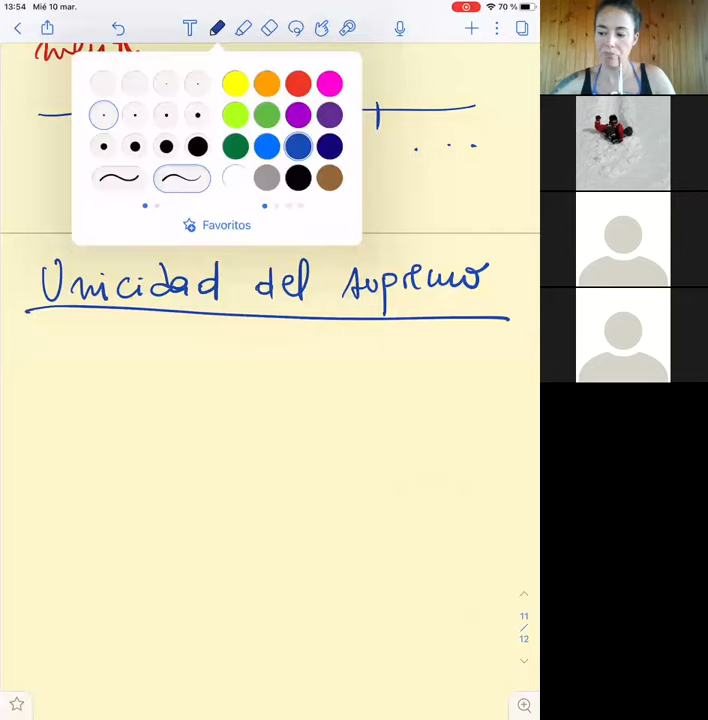 13:54 Mié 10 mar.
70 %
T
Favoritos
Unicidad del supremo
11
/
12